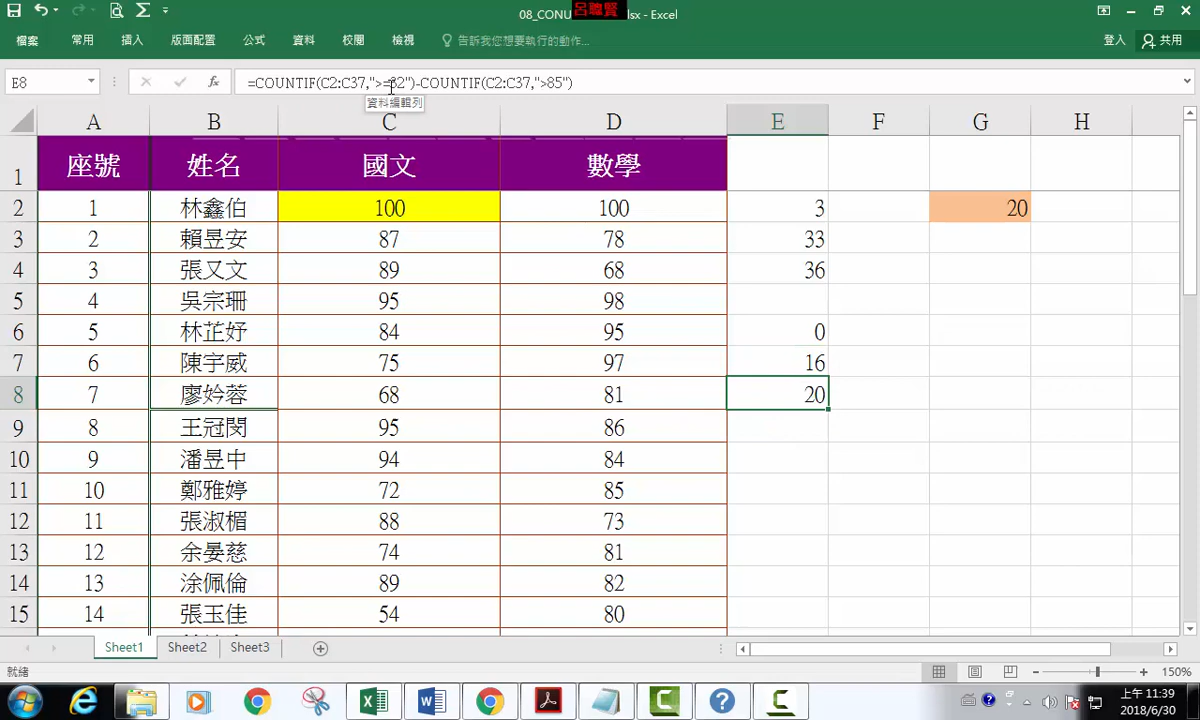 08_CONU
呂聰賢
lsx - Excel
檔案 常用 插入 版面配置 公式 資料 校閱 檢視 告訴我您想要執行的動作... 登入 共用
E8 fx =COUNTIF(C2:C37,">=82")-COUNTIF(C2:C37,">85")
資料編輯列
A B C D E F G H
1 座號 姓名 國文 數學
2 1 林鑫伯 100 100 3 20
3 2 賴昱安 87 78 33
4 3 張又文 89 68 36
5 4 吳宗珊 95 98
6 5 林芷妤 84 95 0
7 6 陳宇威 75 97 16
8 7 廖妗蓉 68 81 20
9 8 王冠閔 95 86
10 9 潘昱中 94 84
11 10 鄭雅婷 72 85
12 11 張淑楣 88 73
13 12 余晏慈 74 81
14 13 涂佩倫 89 82
15 14 張玉佳 54 80
Sheet1 Sheet2 Sheet3
就緒 150%
上午 11:39
2018/6/30